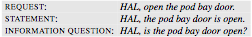 REQUEST: HAL, open the pod bay door.
STATEMENT: HAL, the pod bay door is open.
INFORMATION QUESTION: HAL, is the pod bay door open?